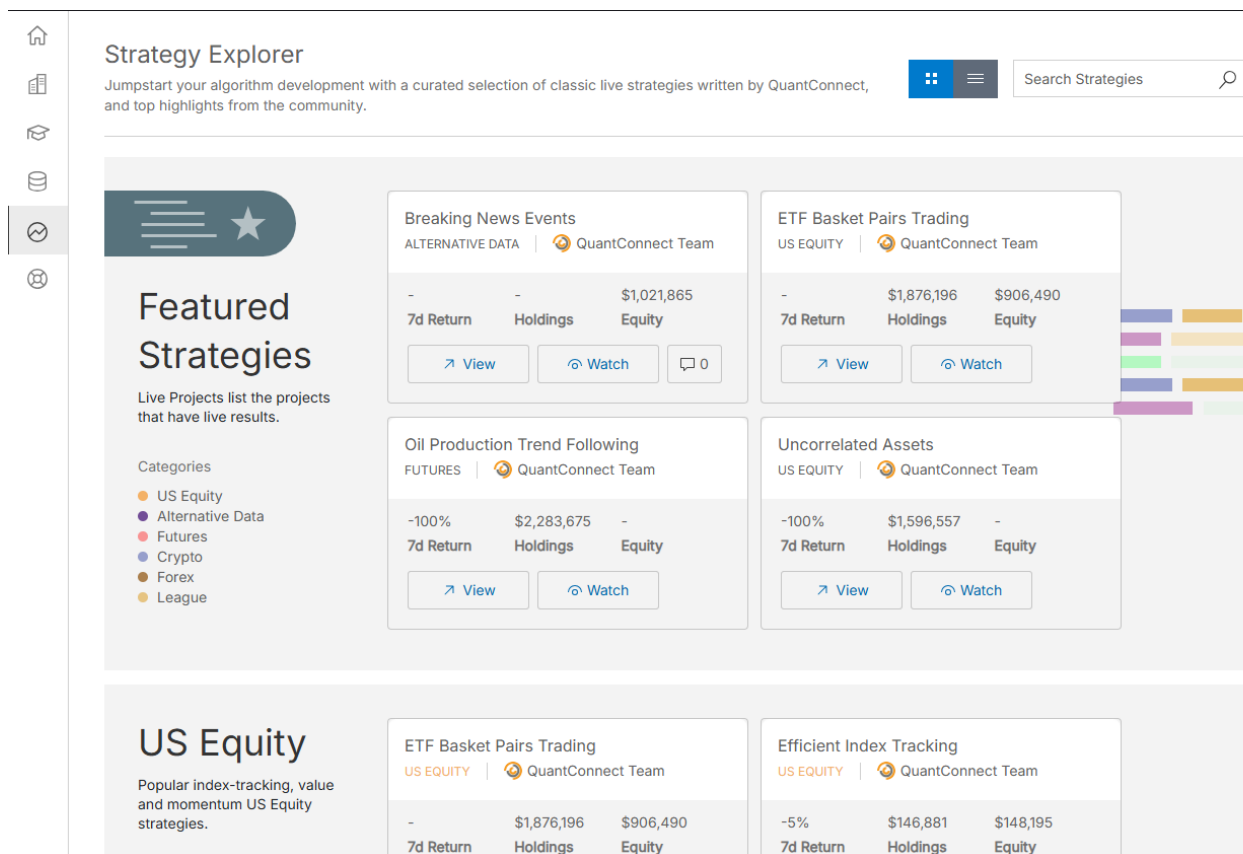 Strategy Explorer
Jumpstart your algorithm development with a curated selection of classic live strategies written by QuantConnect,
and top highlights from the community.
Search Strategies
Featured
Strategies
Live Projects list the projects
that have live results.
Categories
US Equity
Alternative Data
Futures
Crypto
Forex
League
Breaking News Events
ALTERNATIVE DATA QuantConnect Team
- - $1,021,865
7d Return Holdings Equity
View Watch 0
ETF Basket Pairs Trading
US EQUITY QuantConnect Team
- $1,876,196 $906,490
7d Return Holdings Equity
View Watch
Oil Production Trend Following
FUTURES QuantConnect Team
-100% $2,283,675 -
7d Return Holdings Equity
View Watch
Uncorrelated Assets
US EQUITY QuantConnect Team
-100% $1,596,557 -
7d Return Holdings Equity
View Watch
US Equity
Popular index-tracking, value
and momentum US Equity
strategies.
ETF Basket Pairs Trading
US EQUITY QuantConnect Team
- $1,876,196 $906,490
7d Return Holdings Equity
Efficient Index Tracking
US EQUITY QuantConnect Team
-5% $146,881 $148,195
7d Return Holdings Equity